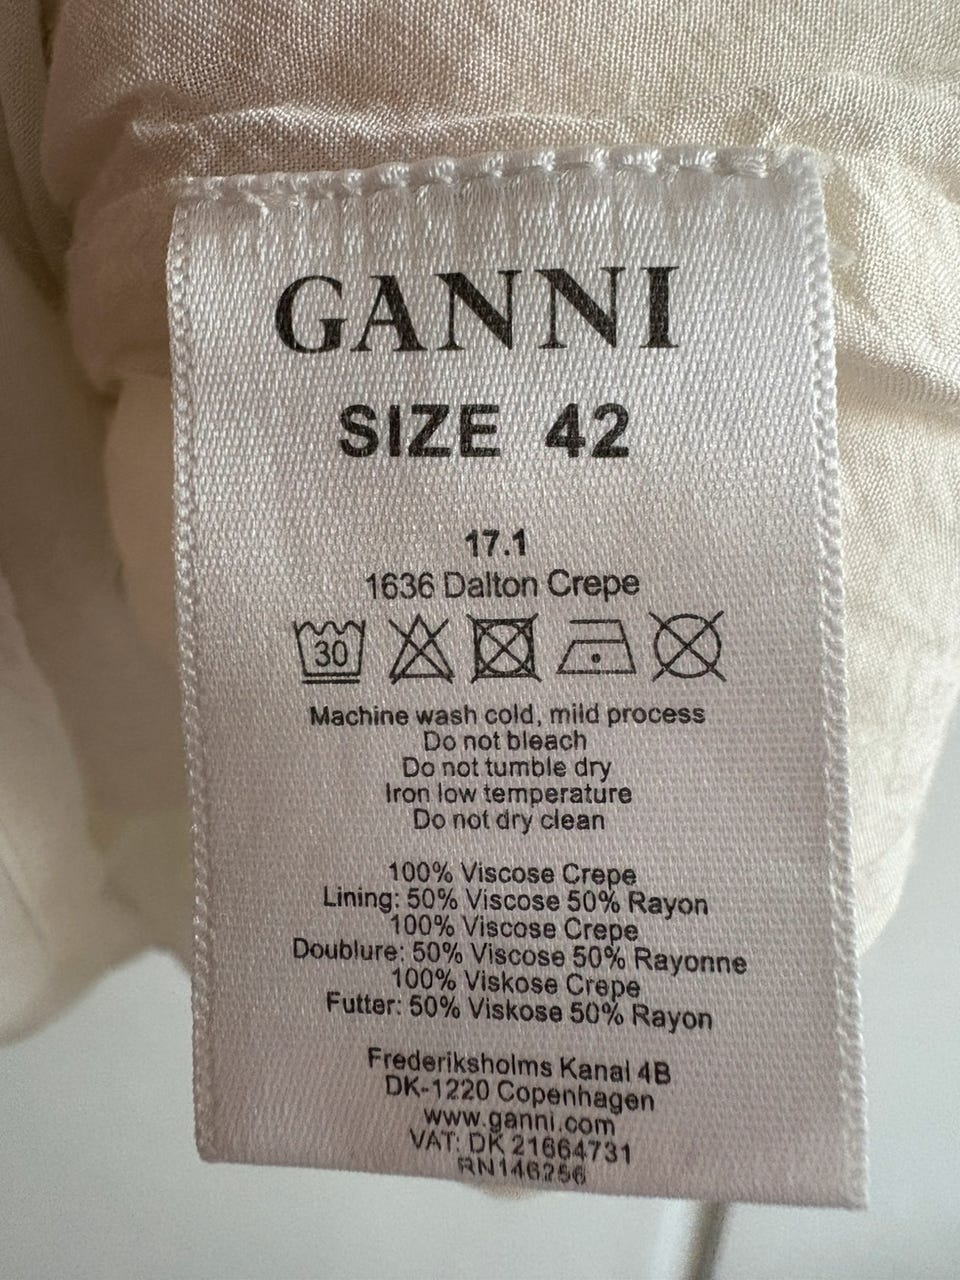 GANNI
SIZE 42
17.1
1636 Dalton Crepe
30
Machine wash cold, mild process
Do not bleach
Do not tumble dry
Iron low temperature
Do not dry clean
100% Viscose Crepe
Lining: 50% Viscose 50% Rayon
100% Viscose Crepe
Doublure: 50% Viscose 50% Rayonne
100% Viskose Crepe
Futter: 50% Viskose 50% Rayon
Frederiksholms Kanal 4B
DK-1220 Copenhagen
www.ganni.com
VAT: DK 21664731
RN146256